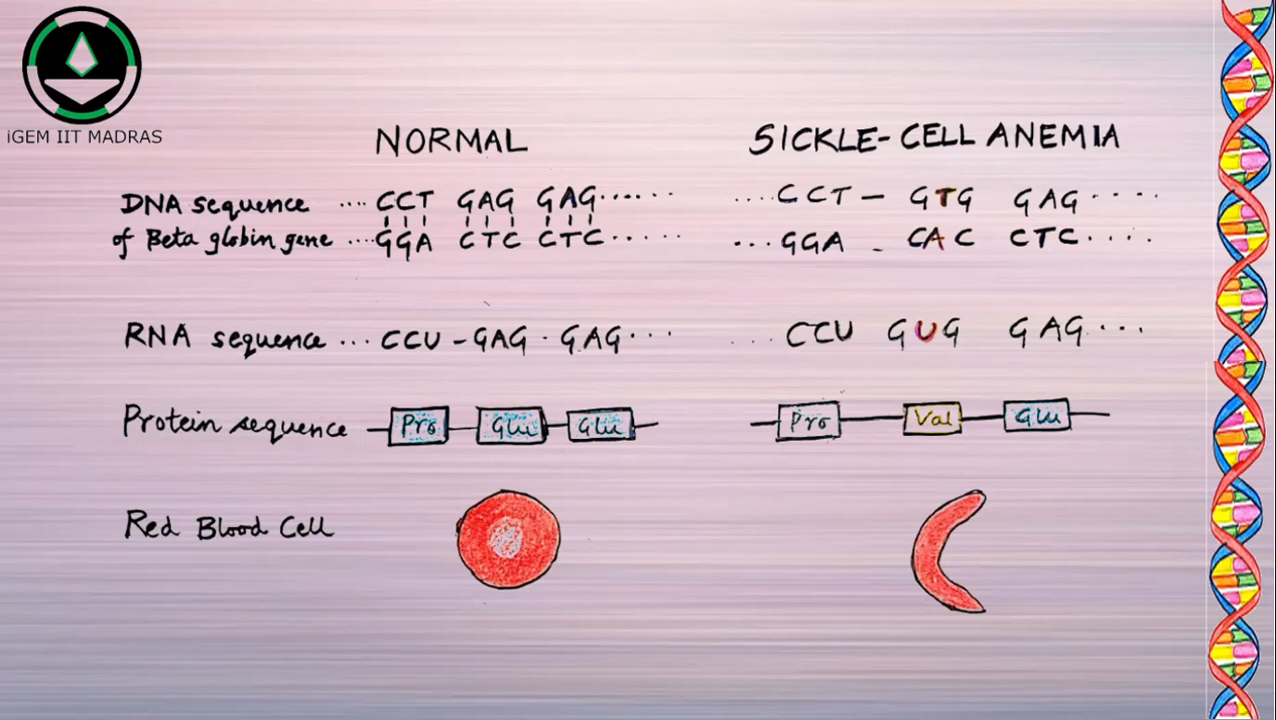 iGEM IIT MADRAS
NORMAL SICKLE-CELL ANEMIA
DNA sequence .... CCT GAG GAG ...... .... CCT — GTG GAG ....
of Beta globin gene ... GGA CTC CTC ..... ... GGA - CAC CTC ....
RNA sequence ... CCU - GAG · GAG ... ... CCU GUG GAG ...
Protein sequence Pro Glu Glu Pro Val Glu
Red Blood Cell